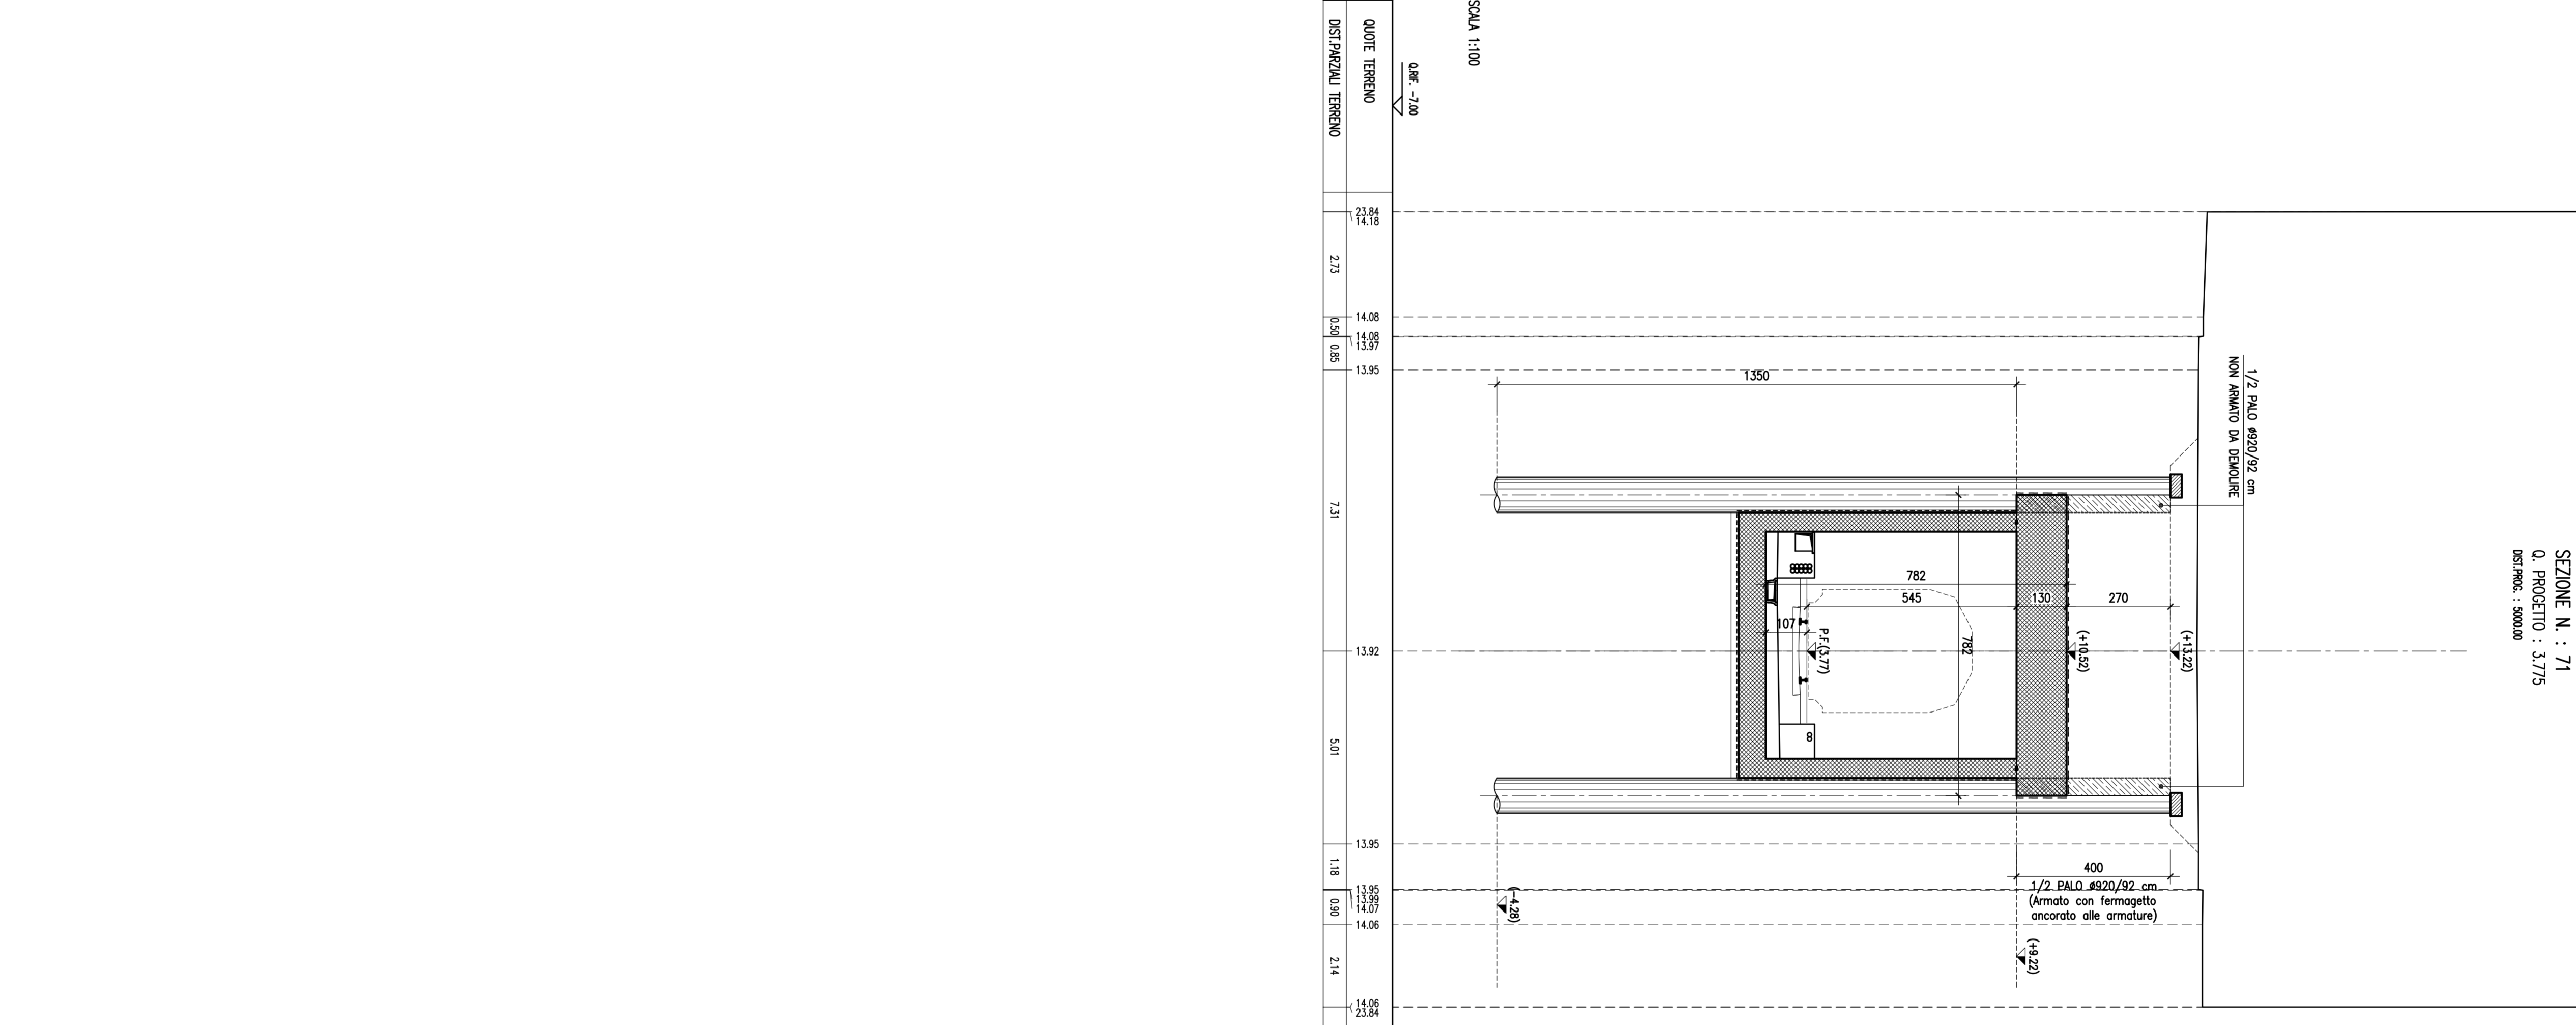 SEZIONE N. : 71
Q. PROGETTO : 3.775
DIST.PROG. : 5000.00
1/2 PALO ø920/92 cm
NON ARMATO DA DEMOLIRE
(+13.22)
(+10.52)
270
130
545
782
782
107
P.F.(3.77)
8
1350
400
1/2 PALO ø920/92 cm
(Armato con fermagetto
ancorato alle armature)
(+9.22)
(-4.28)
SCALA 1:100
Q.RIF. -7.00
QUOTE TERRENO
23.84
14.18
14.08
14.08
13.97
13.95
13.92
13.95
13.95
13.99
14.07
14.06
14.06
23.84
DIST.PARZIALI TERRENO
2.73
0.50
0.85
7.31
5.01
1.18
0.90
2.14